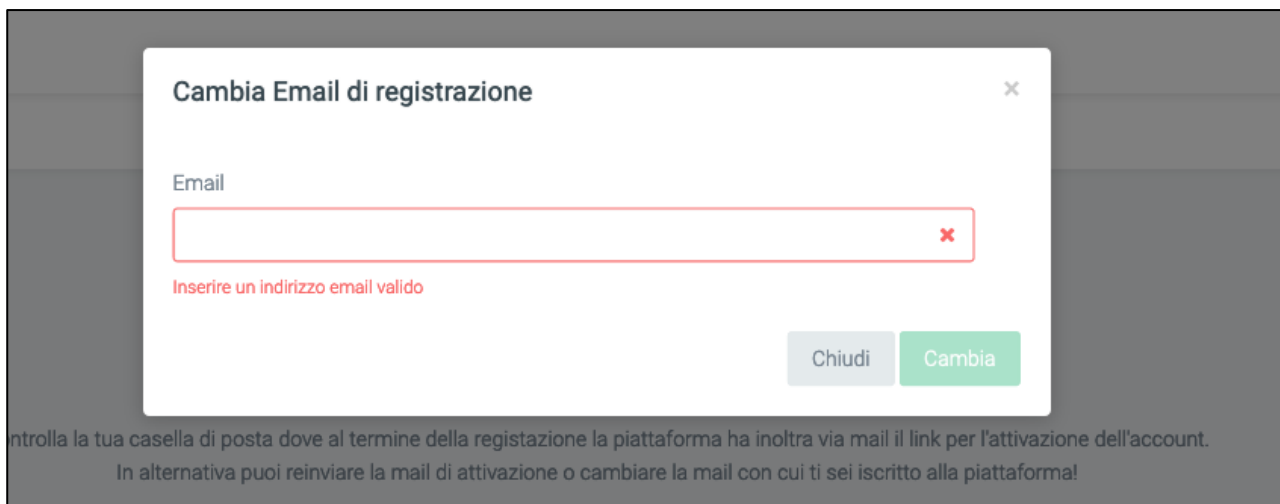 Cambia Email di registrazione
×
Email
Inserire un indirizzo email valido
Chiudi
Cambia
ntrolla la tua casella di posta dove al termine della registazione la piattaforma ha inoltra via mail il link per l'attivazione dell'account.
In alternativa puoi reinviare la mail di attivazione o cambiare la mail con cui ti sei iscritto alla piattaforma!